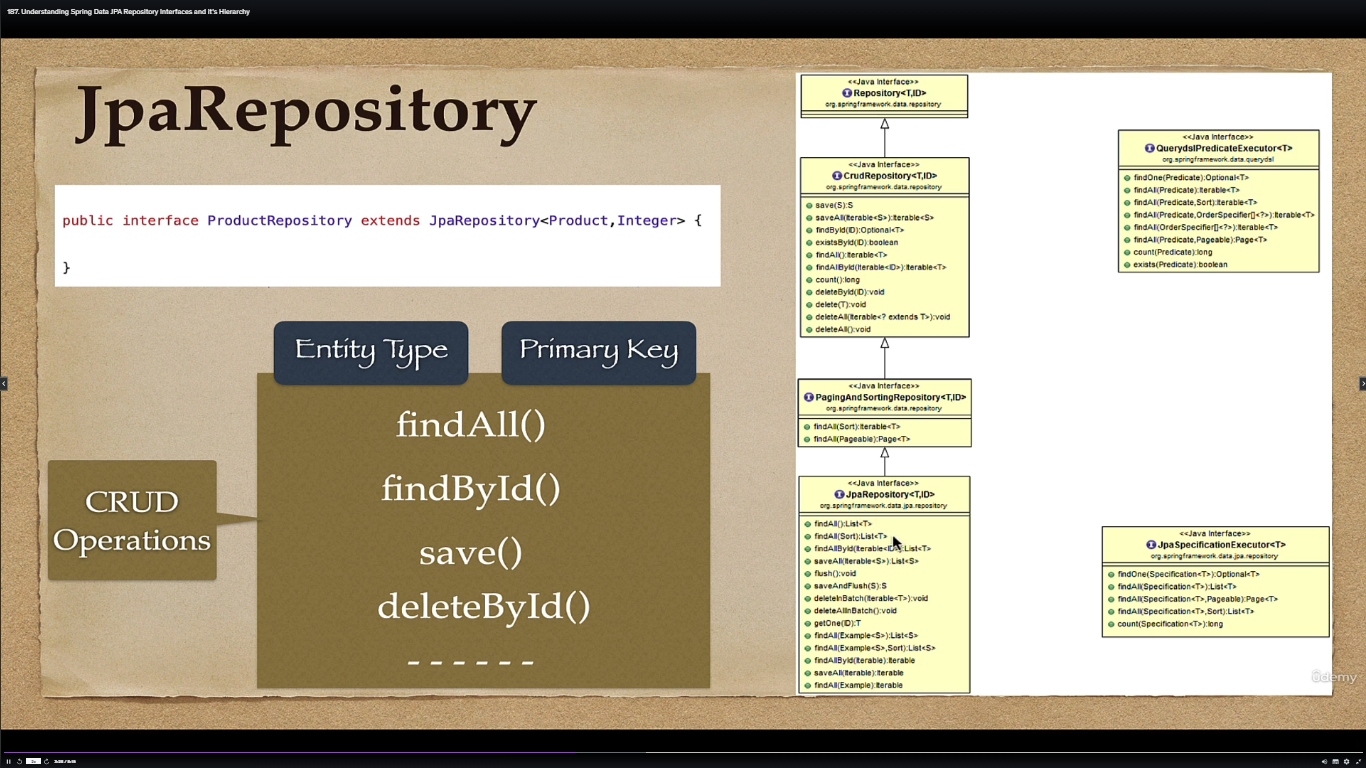 187. Understanding Spring Data JPA Repository Interfaces and It's Hierarchy
JpaRepository
public interface ProductRepository extends JpaRepository<Product,Integer> {
}
Entity Type
Primary Key
CRUD
Operations
findAll()
findById()
save()
deleteById()
- - - - - -
<<Java Interface>>
Repository<T,ID>
org.springframework.data.repository
<<Java Interface>>
CrudRepository<T,ID>
org.springframework.data.repository
save(S):S
saveAll(Iterable<S>):Iterable<S>
findById(ID):Optional<T>
existsById(ID):boolean
findAll():Iterable<T>
findAllById(Iterable<ID>):Iterable<T>
count():long
deleteById(ID):void
delete(T):void
deleteAll(Iterable<? extends T>):void
deleteAll():void
<<Java Interface>>
PagingAndSortingRepository<T,ID>
org.springframework.data.repository
findAll(Sort):Iterable<T>
findAll(Pageable):Page<T>
<<Java Interface>>
JpaRepository<T,ID>
org.springframework.data.jpa.repository
findAll():List<T>
findAll(Sort):List<T>
findAllById(Iterable<ID>):List<T>
saveAll(Iterable<S>):List<S>
flush():void
saveAndFlush(S):S
deleteInBatch(Iterable<T>):void
deleteAllInBatch():void
getOne(ID):T
findAll(Example<S>):List<S>
findAll(Example<S>,Sort):List<S>
findAllById(Iterable):Iterable
saveAll(Iterable):Iterable
findAll(Example):Iterable
<<Java Interface>>
QuerydslPredicateExecutor<T>
org.springframework.data.querydsl
findOne(Predicate):Optional<T>
findAll(Predicate):Iterable<T>
findAll(Predicate,Sort):Iterable<T>
findAll(Predicate,OrderSpecifier[]<?>):Iterable<T>
findAll(OrderSpecifier[]<?>):Iterable<T>
findAll(Predicate,Pageable):Page<T>
count(Predicate):long
exists(Predicate):boolean
<<Java Interface>>
JpaSpecificationExecutor<T>
org.springframework.data.jpa.repository
findOne(Specification<T>):Optional<T>
findAll(Specification<T>):List<T>
findAll(Specification<T>,Pageable):Page<T>
findAll(Specification<T>,Sort):List<T>
count(Specification<T>):long
ûdemy